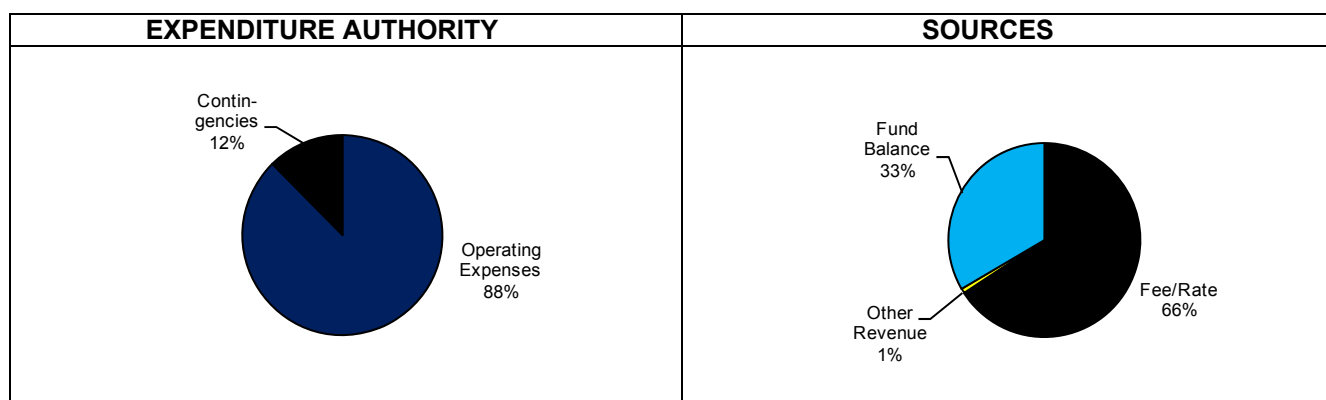 EXPENDITURE AUTHORITY
SOURCES
Contin-
gencies
12%
Operating
Expenses
88%
Fund
Balance
33%
Other
Revenue
1%
Fee/Rate
66%